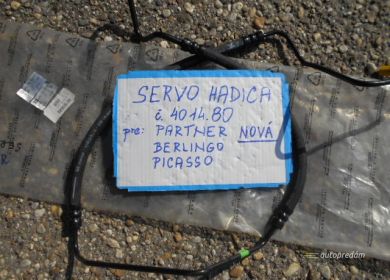 SERVO HADICA
č. 4014.80
pre: PARTNER NOVÁ
BERLINGO
PICASSO
autopredám